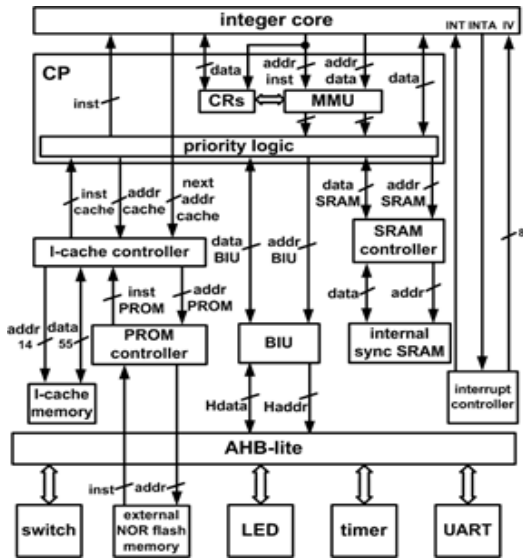 integer core
INT INTA IV
CP
data
addr inst
addr data
data
inst
CRs
MMU
priority logic
inst cache
addr cache
next addr cache
data BIU
addr BIU
data SRAM
addr SRAM
I-cache controller
SRAM controller
8
inst PROM
addr PROM
data
addr
addr 14
data 55
PROM controller
BIU
internal sync SRAM
I-cache memory
interrupt controller
Hdata
Haddr
AHB-lite
inst
addr
switch
external NOR flash memory
LED
timer
UART